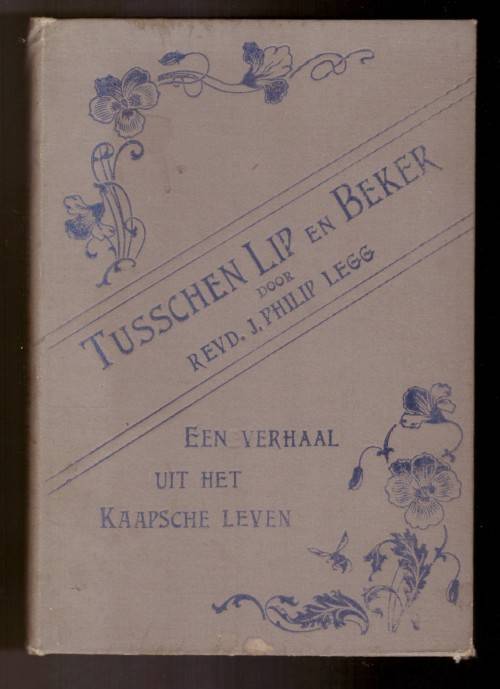 TUSSCHEN LIP EN BEKER
DOOR
REVD. J. PHILIP LEGG
EEN VERHAAL
UIT HET
KAAPSCHE LEVEN